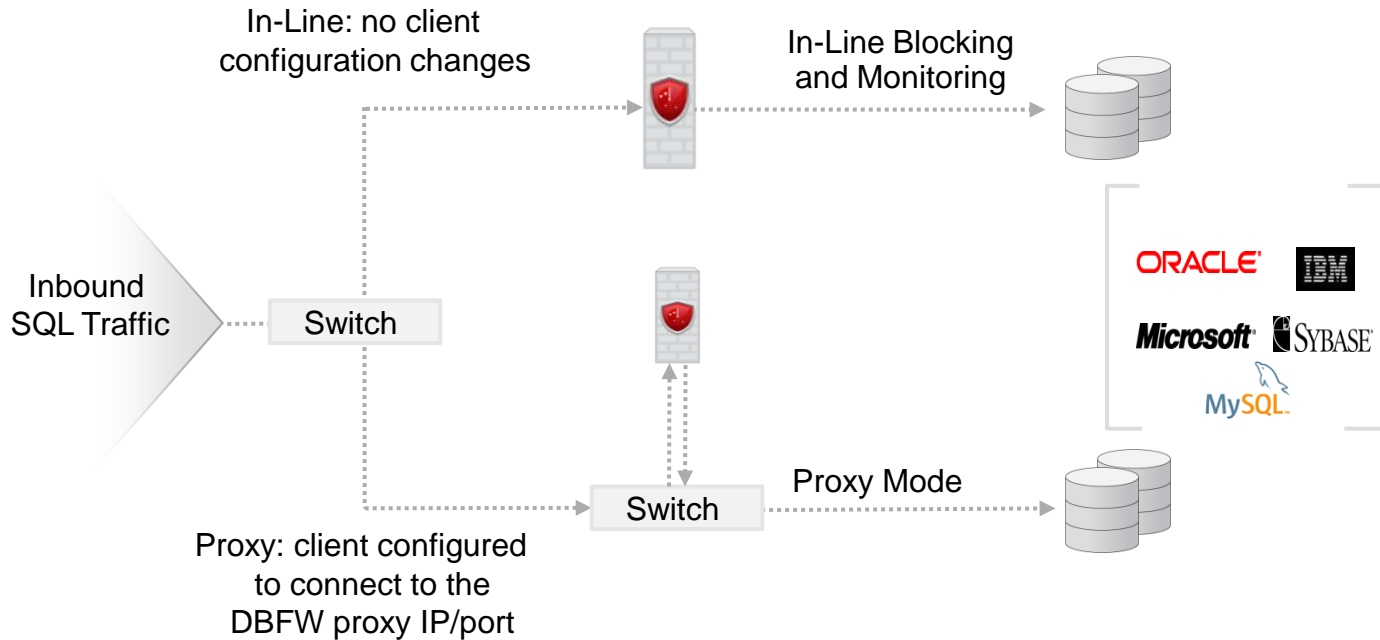 In-Line: no client
configuration changes
In-Line Blocking
and Monitoring
Inbound
SQL Traffic
Switch
ORACLE
IBM
Microsoft
SYBASE
MySQL
Switch
Proxy Mode
Proxy: client configured
to connect to the
DBFW proxy IP/port